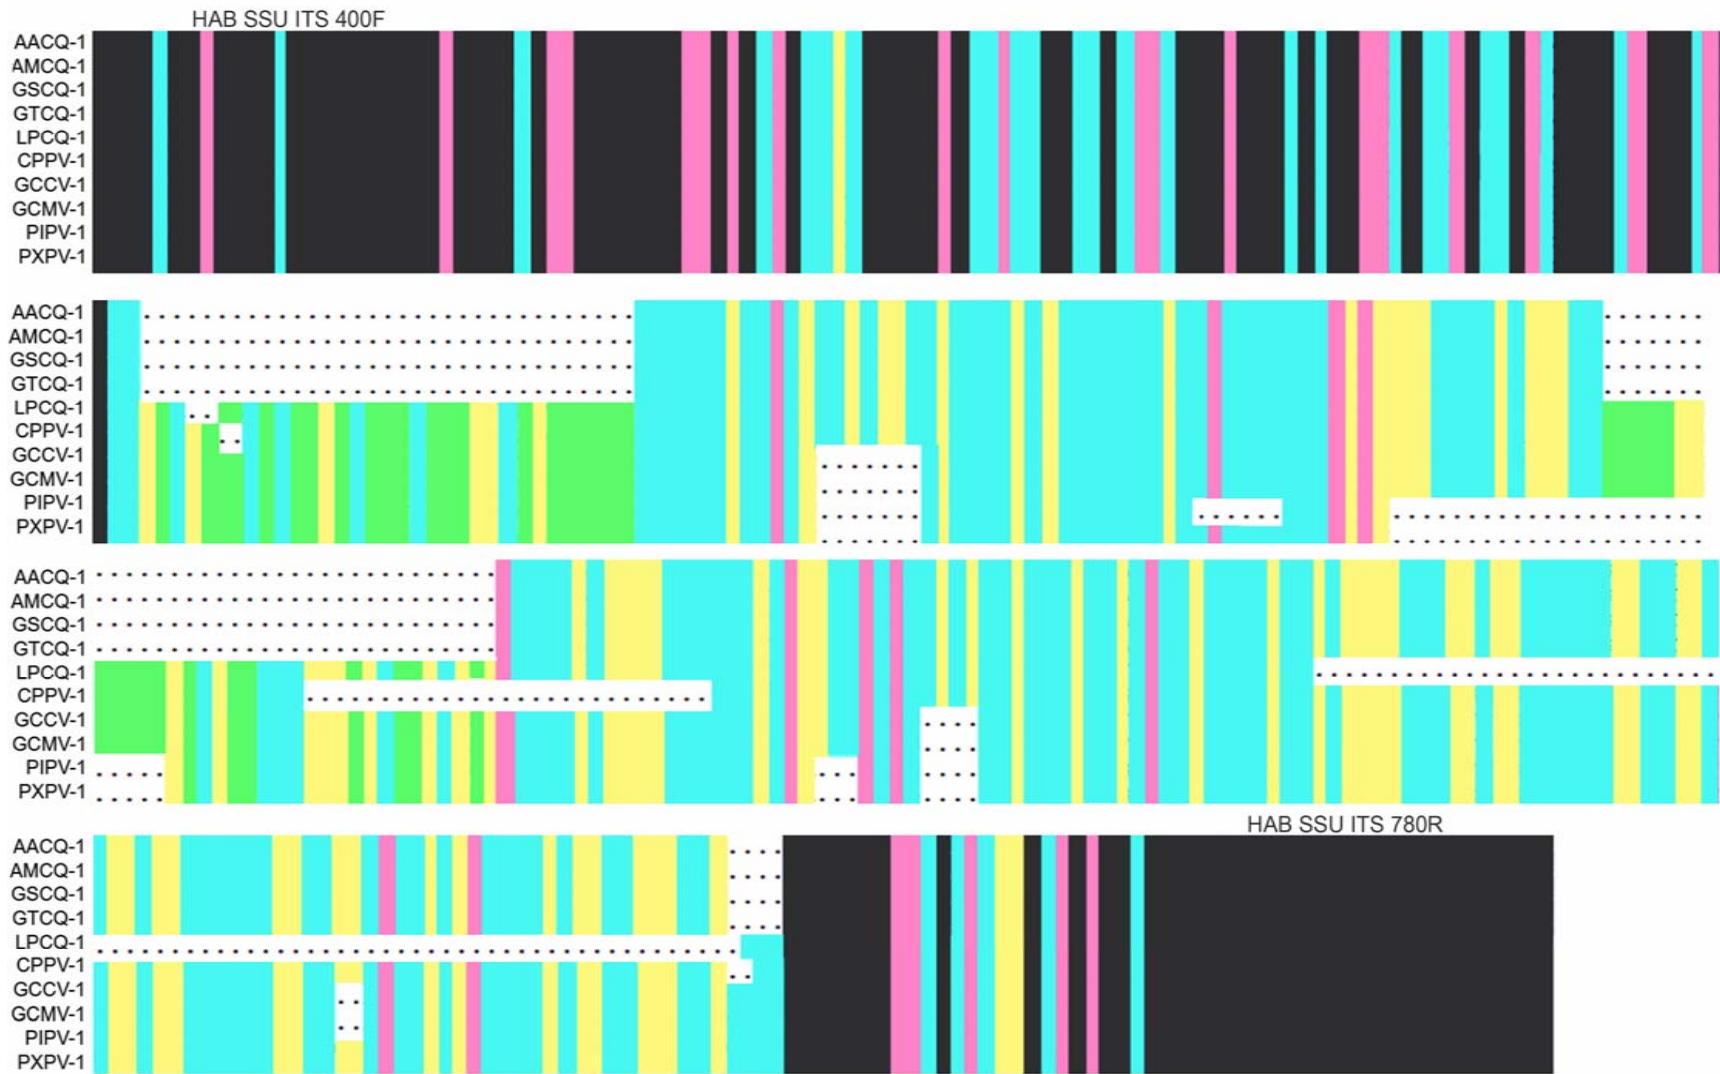 HAB SSU ITS 400F
AACQ-1
AMCQ-1
GSCQ-1
GTCQ-1
LPCQ-1
CPPV-1
GCCV-1
GCMV-1
PIPV-1
PXPV-1
AACQ-1
AMCQ-1
GSCQ-1
GTCQ-1
LPCQ-1
CPPV-1
GCCV-1
GCMV-1
PIPV-1
PXPV-1
AACQ-1
AMCQ-1
GSCQ-1
GTCQ-1
LPCQ-1
CPPV-1
GCCV-1
GCMV-1
PIPV-1
PXPV-1
HAB SSU ITS 780R
AACQ-1
AMCQ-1
GSCQ-1
GTCQ-1
LPCQ-1
CPPV-1
GCCV-1
GCMV-1
PIPV-1
PXPV-1